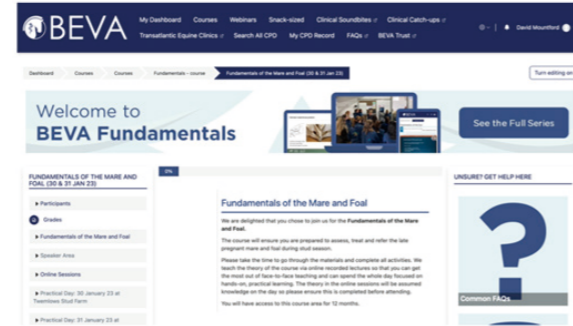 BEVA
My Dashboard Courses Webinars Snack-sized Clinical Soundbites Clinical Catch-ups
Transatlantic Equine Clinics Search All CPD My CPD Record FAQs BEVA Trust
David Mountford
Dashboard Courses Courses Fundamentals - course Fundamentals of the Mare and Foal (30 & 31 Jan 23)
Turn editing on
Welcome to
BEVA Fundamentals
See the Full Series
FUNDAMENTALS OF THE MARE AND
FOAL (30 & 31 JAN 23)
Participants
Grades
Fundamentals of the Mare and Foal
Speaker Area
Online Sessions
Practical Day: 30 January 23 at
Twemlows Stud Farm
Practical Day: 31 January 23 at
0%
Fundamentals of the Mare and Foal
We are delighted that you chose to join us for the Fundamentals of the Mare
and Foal.
The course will ensure you are prepared to assess, treat and refer the late
pregnant mare and foal during stud season.
Please take the time to go through the materials and complete all activities. We
teach the theory of the course via online recorded lectures so that you can get
the most out of face-to-face teaching and can spend the whole day focused on
hands-on, practical learning. The theory in the online sessions will be assumed
knowledge on the day so please ensure this is completed before attending.
You will have access to this course area for 12 months.
UNSURE? GET HELP HERE
?
Common FAQs